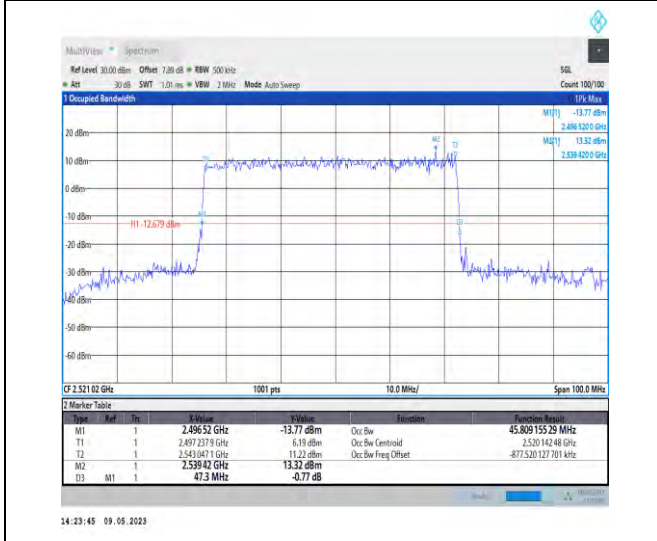 MultiView Spectrum
Ref Level 30.00 dBm Offset 7.89 dB RBW 500 kHz SGL
Att 30 dB SWT 1.01 ms VBW 2 MHz Mode Auto Sweep Count 100/100
1 Occupied Bandwidth 1Pk Max
M1[1] -13.77 dBm
2.496 520 0 GHz
M2[1] 13.32 dBm
2.539 420 0 GHz
20 dBm
M2 T2
T1
10 dBm
0 dBm
M1
-10 dBm
H1 -12.679 dBm
D3
-20 dBm
-30 dBm
-40 dBm
-50 dBm
-60 dBm
CF 2.521 02 GHz 1001 pts 10.0 MHz/ Span 100.0 MHz
2 Marker Table
Type Ref Trc X-Value Y-Value Function Function Result
M1 1 2.496 52 GHz -13.77 dBm Occ Bw 45.809 155 29 MHz
T1 1 2.497 237 9 GHz 6.19 dBm Occ Bw Centroid 2.520 142 48 GHz
T2 1 2.543 047 1 GHz 11.22 dBm Occ Bw Freq Offset -877.520 127 701 kHz
M2 1 2.539 42 GHz 13.32 dBm
D3 M1 1 47.3 MHz -0.77 dB
14:23:45 09.05.2023